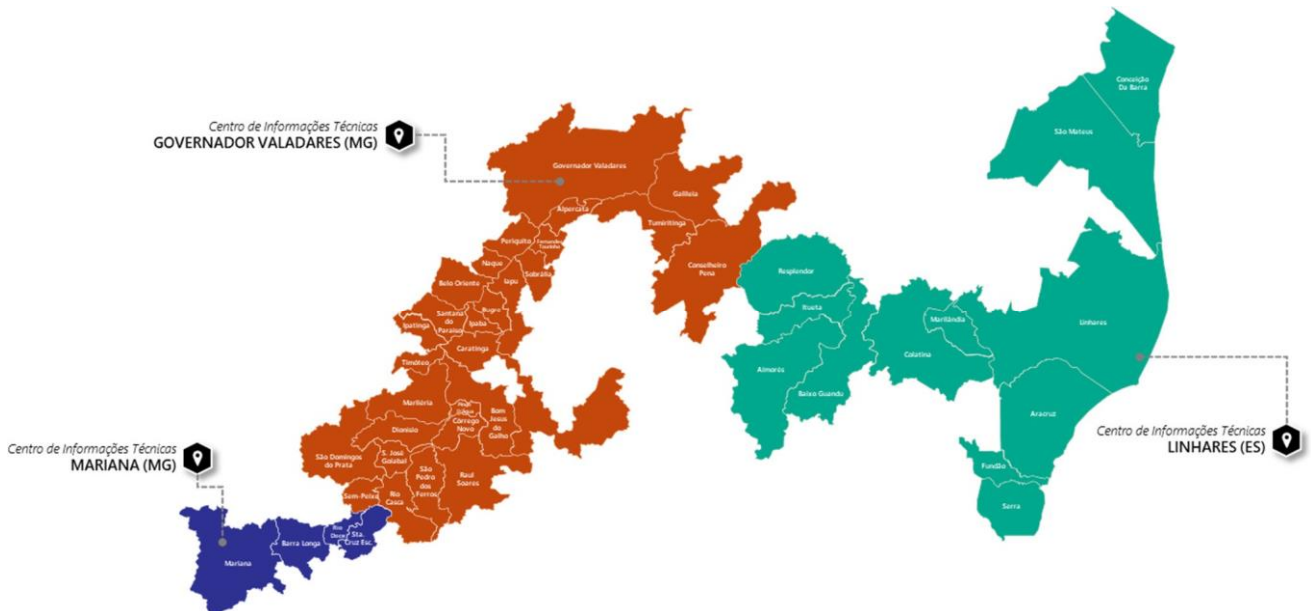 Conceição
Da Barra
São Mateus
Centro de Informações Técnicas
GOVERNADOR VALADARES (MG)
Governador Valadares
Galileia
Alpercata
Tumiritinga
Periquito
Fernandes
Tourinho
Naque
Sobrália
Conselheiro
Pena
Resplendor
Belo Oriente
Iapu
Itueta
Bugre
Santana
do
Paraíso
Ipaba
Ipatinga
Marilândia
Linhares
Caratinga
Colatina
Timóteo
Aimorés
Baixo Guandu
Marliéria
Bom
Jesus
do
Galho
Córrego
Novo
Dionísio
Aracruz
Centro de Informações Técnicas
LINHARES (ES)
Centro de Informações Técnicas
MARIANA (MG)
São Domingos
do Prata
S. José
Goiabal
São
Pedro
dos
Ferros
Raul
Soares
Fundão
Sem-Peixe
Rio
Casca
Serra
Rio
Doce
Sta.
Cruz Esc.
Barra Longa
Mariana